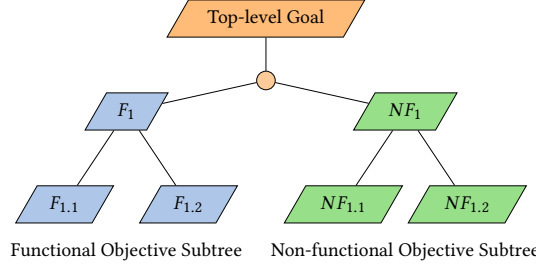 Top-level Goal
F1 NF1
F1.1 F1.2 NF1.1 NF1.2
Functional Objective Subtree Non-functional Objective Subtree